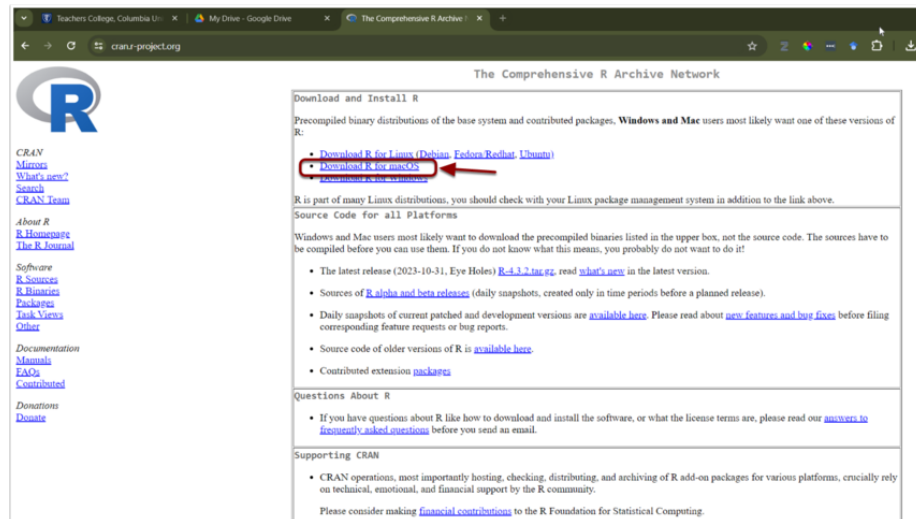 Teachers College, Columbia Un
My Drive - Google Drive
The Comprehensive R Archive N
cran.r-project.org
R
CRAN
Mirrors
What's new?
Search
CRAN Team
About R
R Homepage
The R Journal
Software
R Sources
R Binaries
Packages
Task Views
Other
Documentation
Manuals
FAQs
Contributed
Donations
Donate
The Comprehensive R Archive Network
Download and Install R
Precompiled binary distributions of the base system and contributed packages, Windows and Mac users most likely want one of these versions of
R:
Download R for Linux (Debian, Fedora/Redhat, Ubuntu)
Download R for macOS
Download R for Windows
R is part of many Linux distributions, you should check with your Linux package management system in addition to the link above.
Source Code for all Platforms
Windows and Mac users most likely want to download the precompiled binaries listed in the upper box, not the source code. The sources have to
be compiled before you can use them. If you do not know what this means, you probably do not want to do it!
The latest release (2023-10-31, Eye Holes) R-4.3.2.tar.gz, read what's new in the latest version.
Sources of R alpha and beta releases (daily snapshots, created only in time periods before a planned release).
Daily snapshots of current patched and development versions are available here. Please read about new features and bug fixes before filing
corresponding feature requests or bug reports.
Source code of older versions of R is available here.
Contributed extension packages
Questions About R
If you have questions about R like how to download and install the software, or what the license terms are, please read our answers to
frequently asked questions before you send an email.
Supporting CRAN
CRAN operations, most importantly hosting, checking, distributing, and archiving of R add-on packages for various platforms, crucially rely
on technical, emotional, and financial support by the R community.
Please consider making financial contributions to the R Foundation for Statistical Computing.